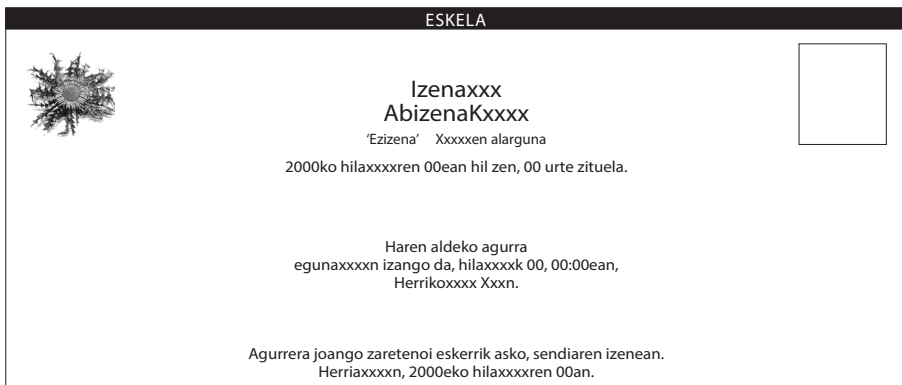 ESKELA
Izenaxxx
AbizenaKxxxx
‘Ezizena’ Xxxxxen alarguna
2000ko hilaxxxxren 00ean hil zen, 00 urte zituela.
Haren aldeko agurra
egunaxxxxn izango da, hilaxxxxk 00, 00:00ean,
Herrikoxxxx Xxxn.
Agurrera joango zaretenoi eskerrik asko, sendiaren izenean.
Herriaxxxxn, 2000eko hilaxxxxren 00an.